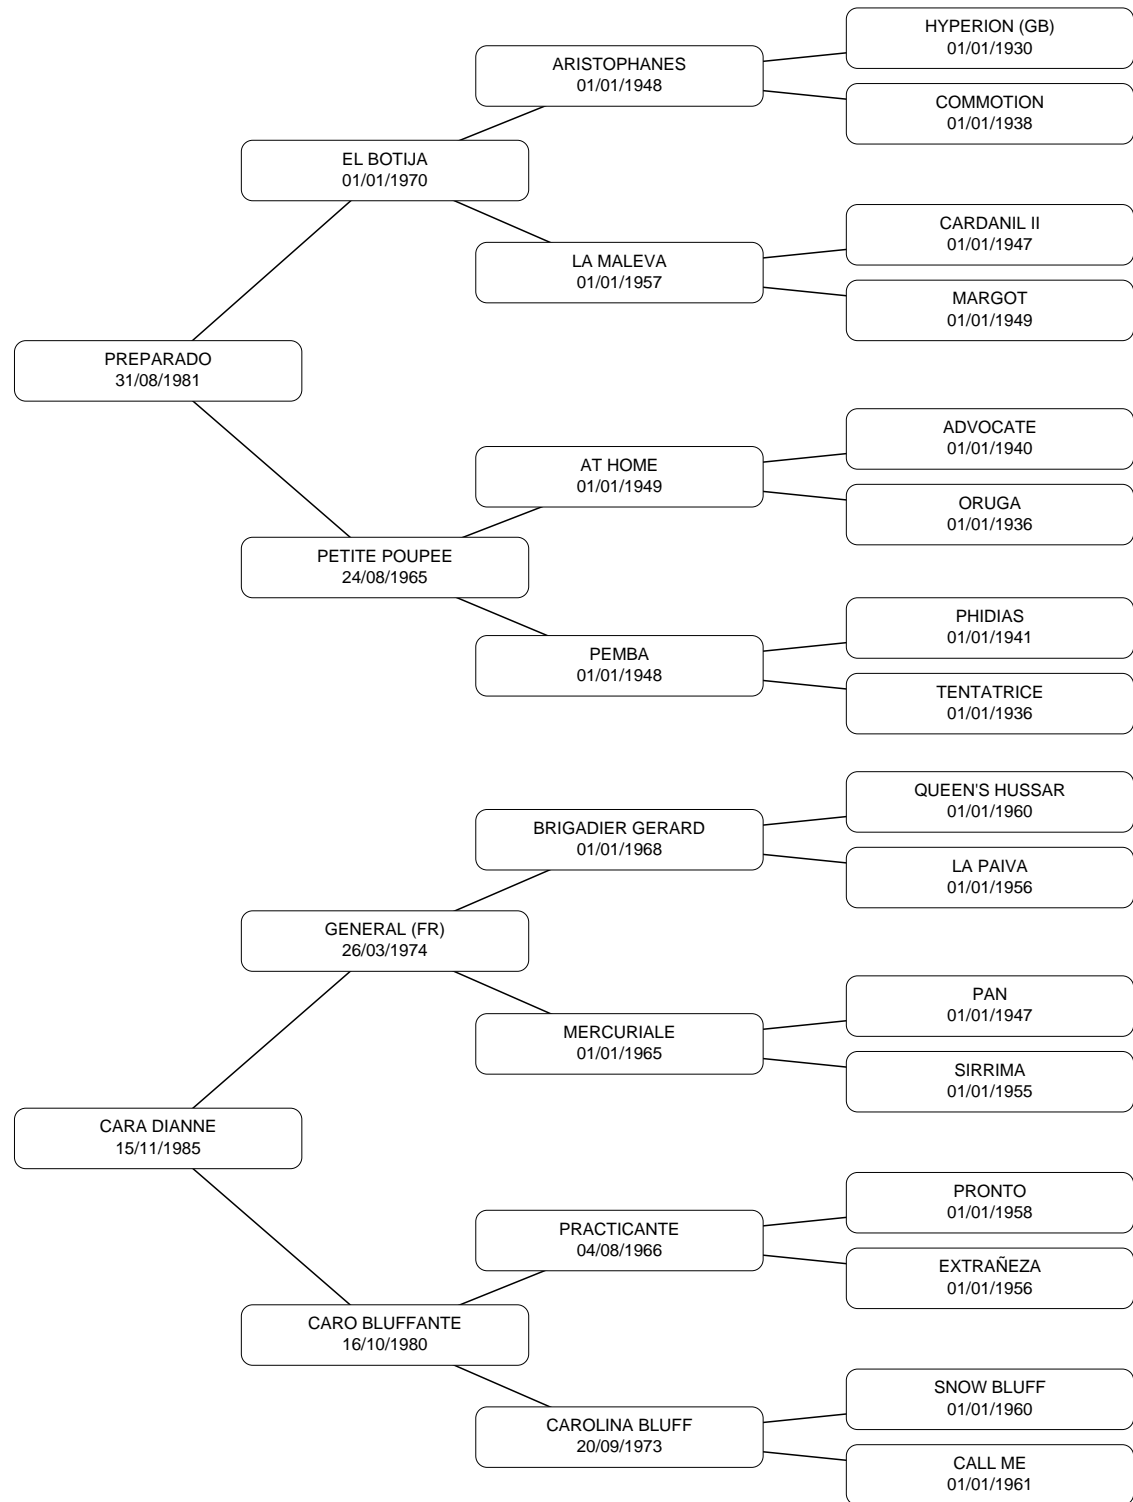 HYPERION (GB)
01/01/1930
ARISTOPHANES
01/01/1948
COMMOTION
01/01/1938
EL BOTIJA
01/01/1970
CARDANIL II
01/01/1947
LA MALEVA
01/01/1957
MARGOT
01/01/1949
PREPARADO
31/08/1981
ADVOCATE
01/01/1940
AT HOME
01/01/1949
ORUGA
01/01/1936
PETITE POUPEE
24/08/1965
PHIDIAS
01/01/1941
PEMBA
01/01/1948
TENTATRICE
01/01/1936
QUEEN'S HUSSAR
01/01/1960
BRIGADIER GERARD
01/01/1968
LA PAIVA
01/01/1956
GENERAL (FR)
26/03/1974
PAN
01/01/1947
MERCURIALE
01/01/1965
SIRRIMA
01/01/1955
CARA DIANNE
15/11/1985
PRONTO
01/01/1958
PRACTICANTE
04/08/1966
EXTRAÑEZA
01/01/1956
CARO BLUFFANTE
16/10/1980
SNOW BLUFF
01/01/1960
CAROLINA BLUFF
20/09/1973
CALL ME
01/01/1961